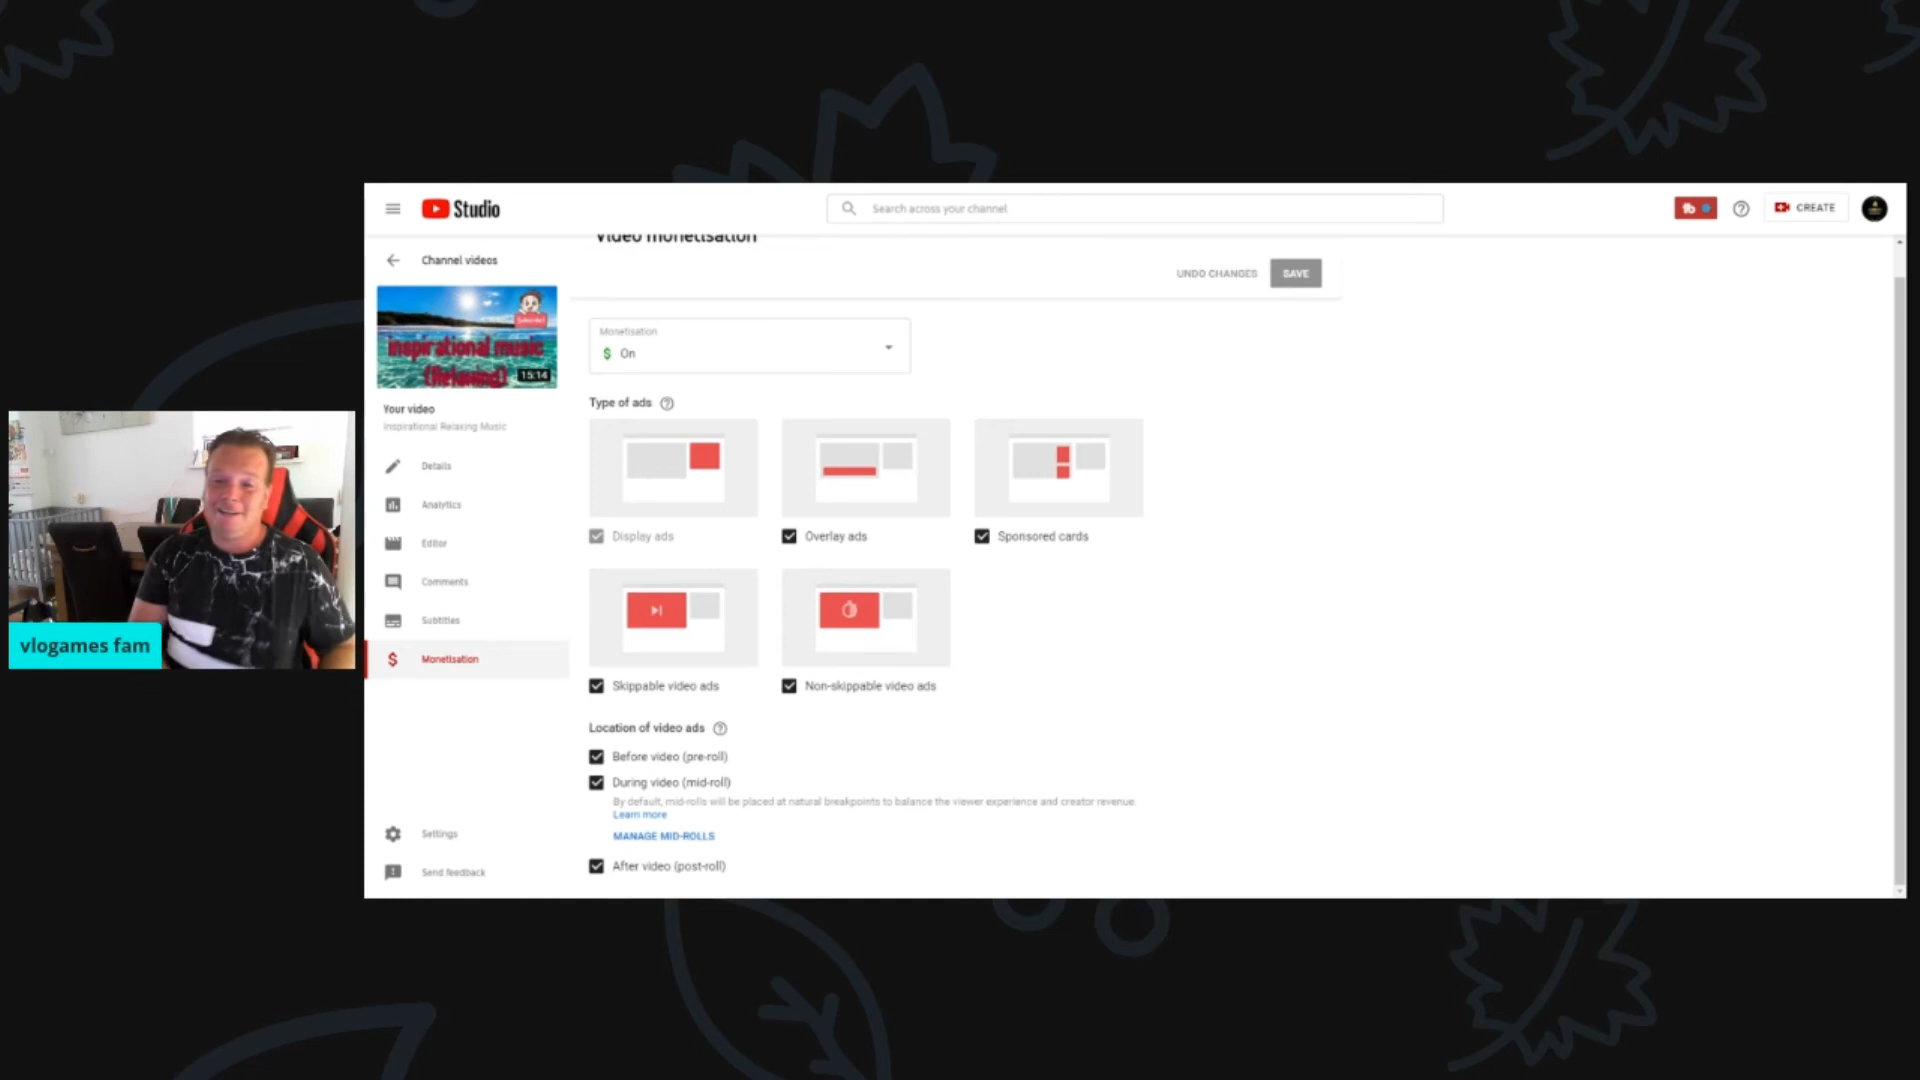 Studio
Search across your channel
CREATE
Video monetisation
Channel videos
UNDO CHANGES
SAVE
inspirational music
(Relaxing)
15:14
Monetisation
$ On
Your video
Inspirational Relaxing Music
Type of ads
Details
Analytics
Editor
Comments
Subtitles
$ Monetisation
Display ads
Overlay ads
Sponsored cards
Skippable video ads
Non-skippable video ads
vlogames fam
Location of video ads
Before video (pre-roll)
During video (mid-roll)
By default, mid-rolls will be placed at natural breakpoints to balance the viewer experience and creator revenue.
Learn more
MANAGE MID-ROLLS
After video (post-roll)
Settings
Send feedback